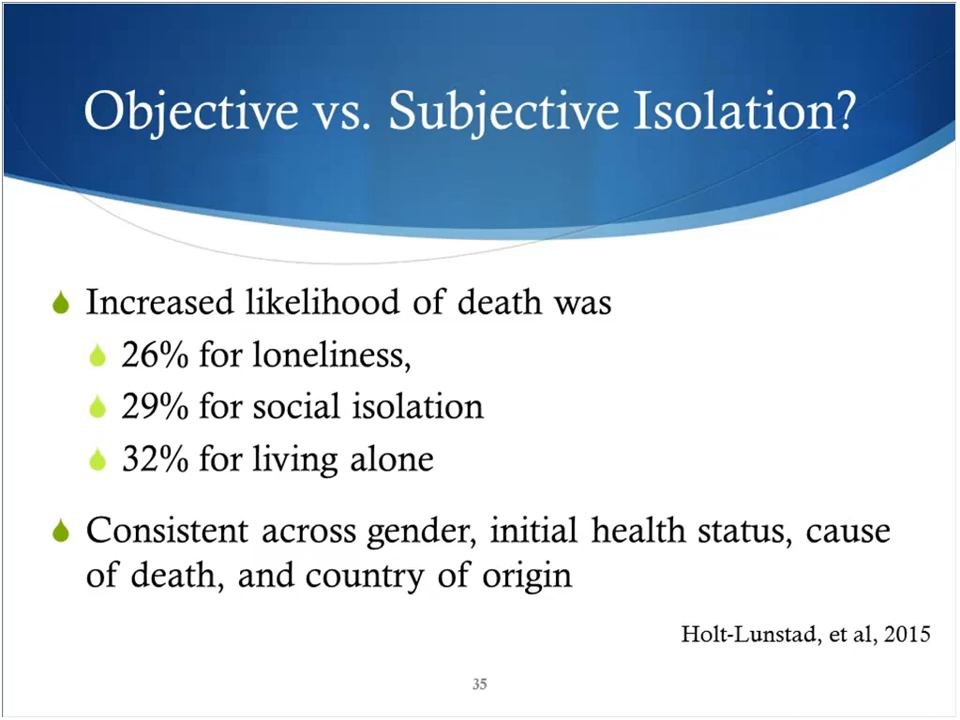 Objective vs. Subjective Isolation?
Increased likelihood of death was
26% for loneliness,
29% for social isolation
32% for living alone
Consistent across gender, initial health status, cause
of death, and country of origin
Holt-Lunstad, et al, 2015
35